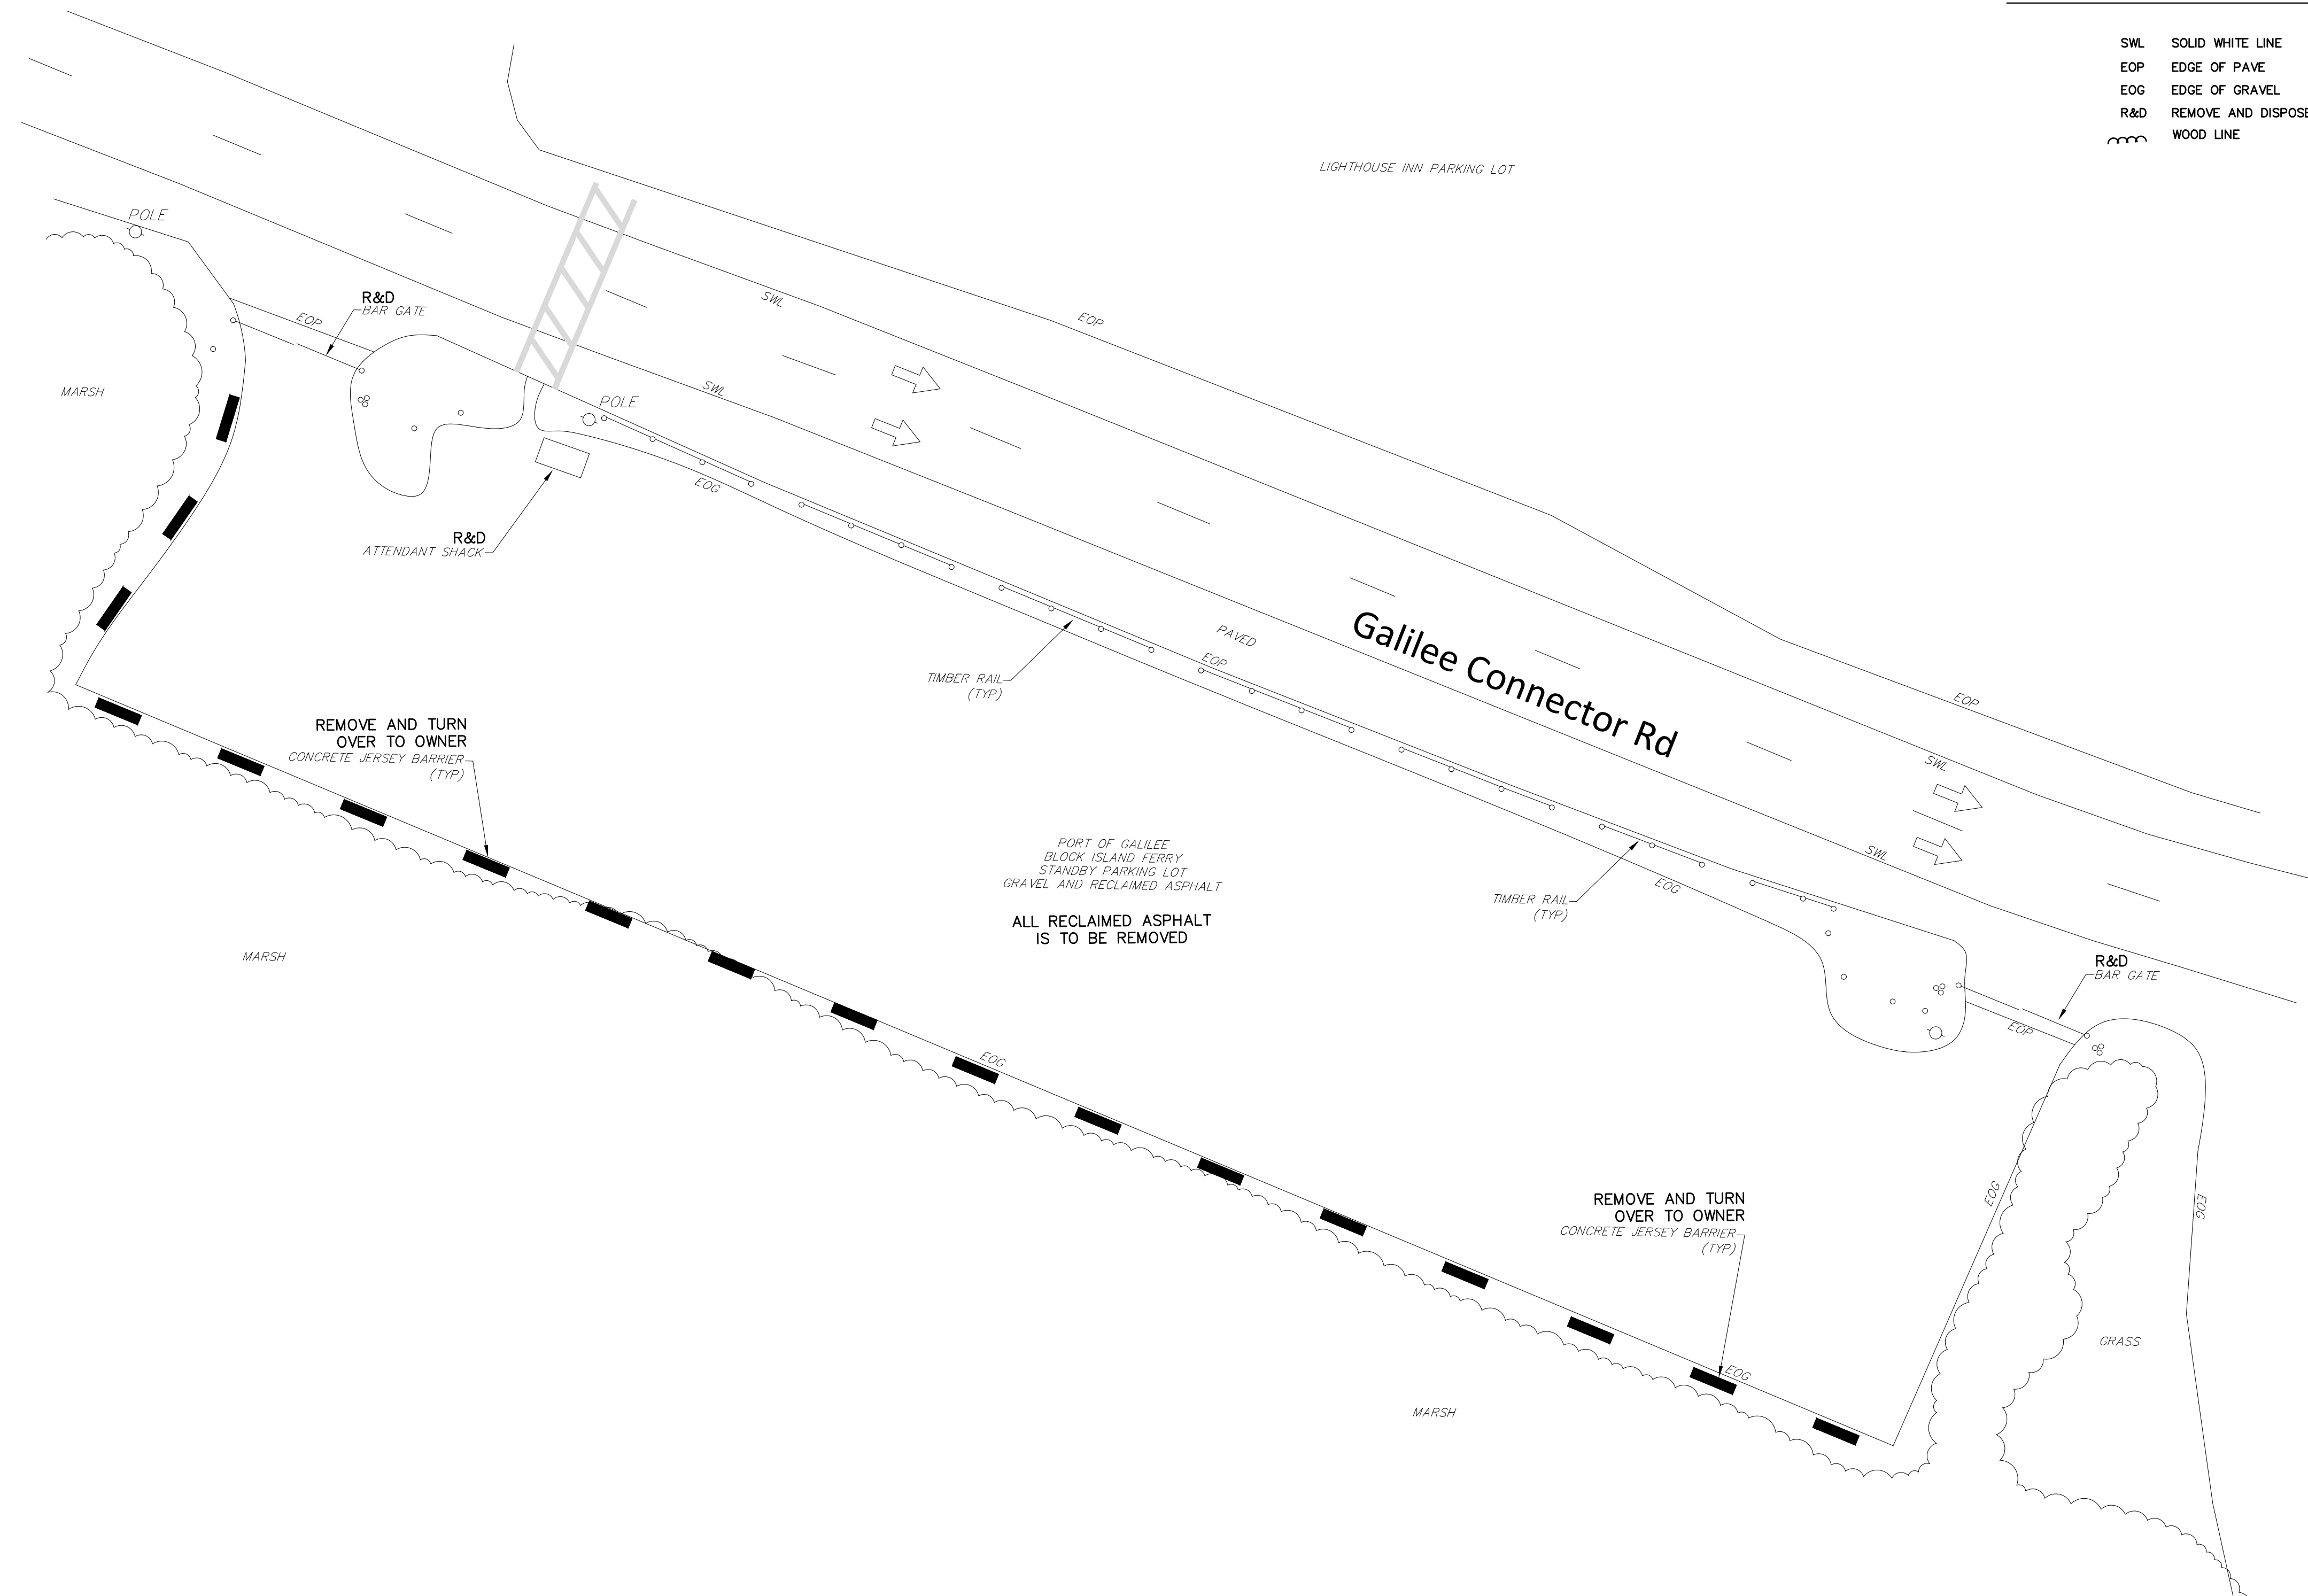 SWL SOLID WHITE LINE
EOP EDGE OF PAVE
EOG EDGE OF GRAVEL
R&D REMOVE AND DISPOSE
WOOD LINE
LIGHTHOUSE INN PARKING LOT
POLE
R&D
BAR GATE
EOP
SWL
EOP
MARSH
SWL
POLE
EOG
R&D
ATTENDANT SHACK
PAVED
Galilee Connector Rd
EOP
TIMBER RAIL
(TYP)
EOP
REMOVE AND TURN
OVER TO OWNER
CONCRETE JERSEY BARRIER
(TYP)
SWL
PORT OF GALILEE
BLOCK ISLAND FERRY
STANDBY PARKING LOT
GRAVEL AND RECLAIMED ASPHALT
ALL RECLAIMED ASPHALT
IS TO BE REMOVED
SWL
EOG
TIMBER RAIL
(TYP)
MARSH
R&D
BAR GATE
EOP
EOG
REMOVE AND TURN
OVER TO OWNER
CONCRETE JERSEY BARRIER
(TYP)
EOG
EOG
GRASS
EOG
MARSH